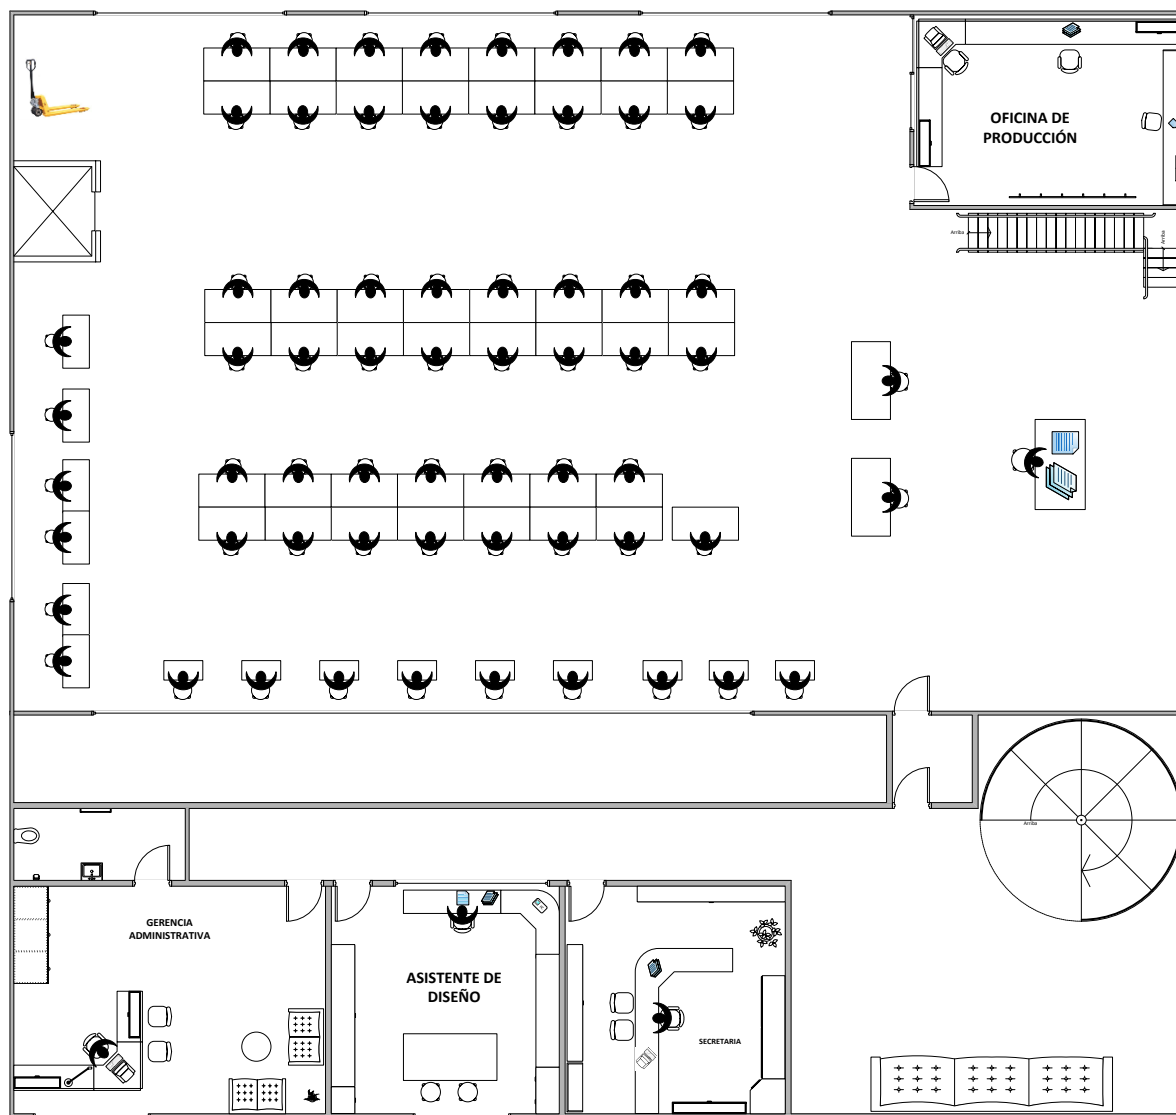 OFICINA DE
PRODUCCIÓN
Arriba
Arriba
Arriba
GERENCIA
ADMINISTRATIVA
ASISTENTE DE
DISEÑO
SECRETARIA